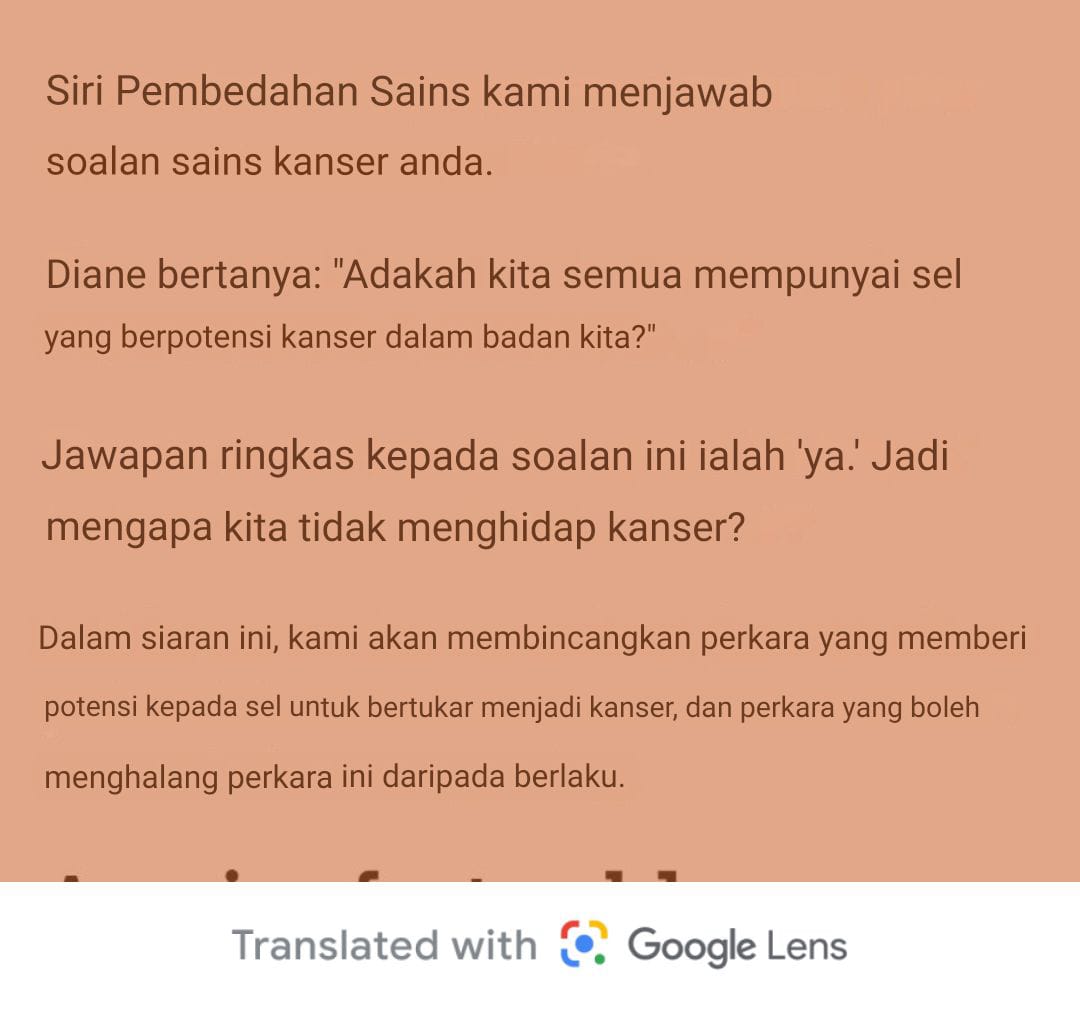 Siri Pembedahan Sains kami menjawab
soalan sains kanser anda.
Diane bertanya: "Adakah kita semua mempunyai sel
yang berpotensi kanser dalam badan kita?"
Jawapan ringkas kepada soalan ini ialah 'ya.' Jadi
mengapa kita tidak menghidap kanser?
Dalam siaran ini, kami akan membincangkan perkara yang memberi
potensi kepada sel untuk bertukar menjadi kanser, dan perkara yang boleh
menghalang perkara ini daripada berlaku.
Translated with Google Lens